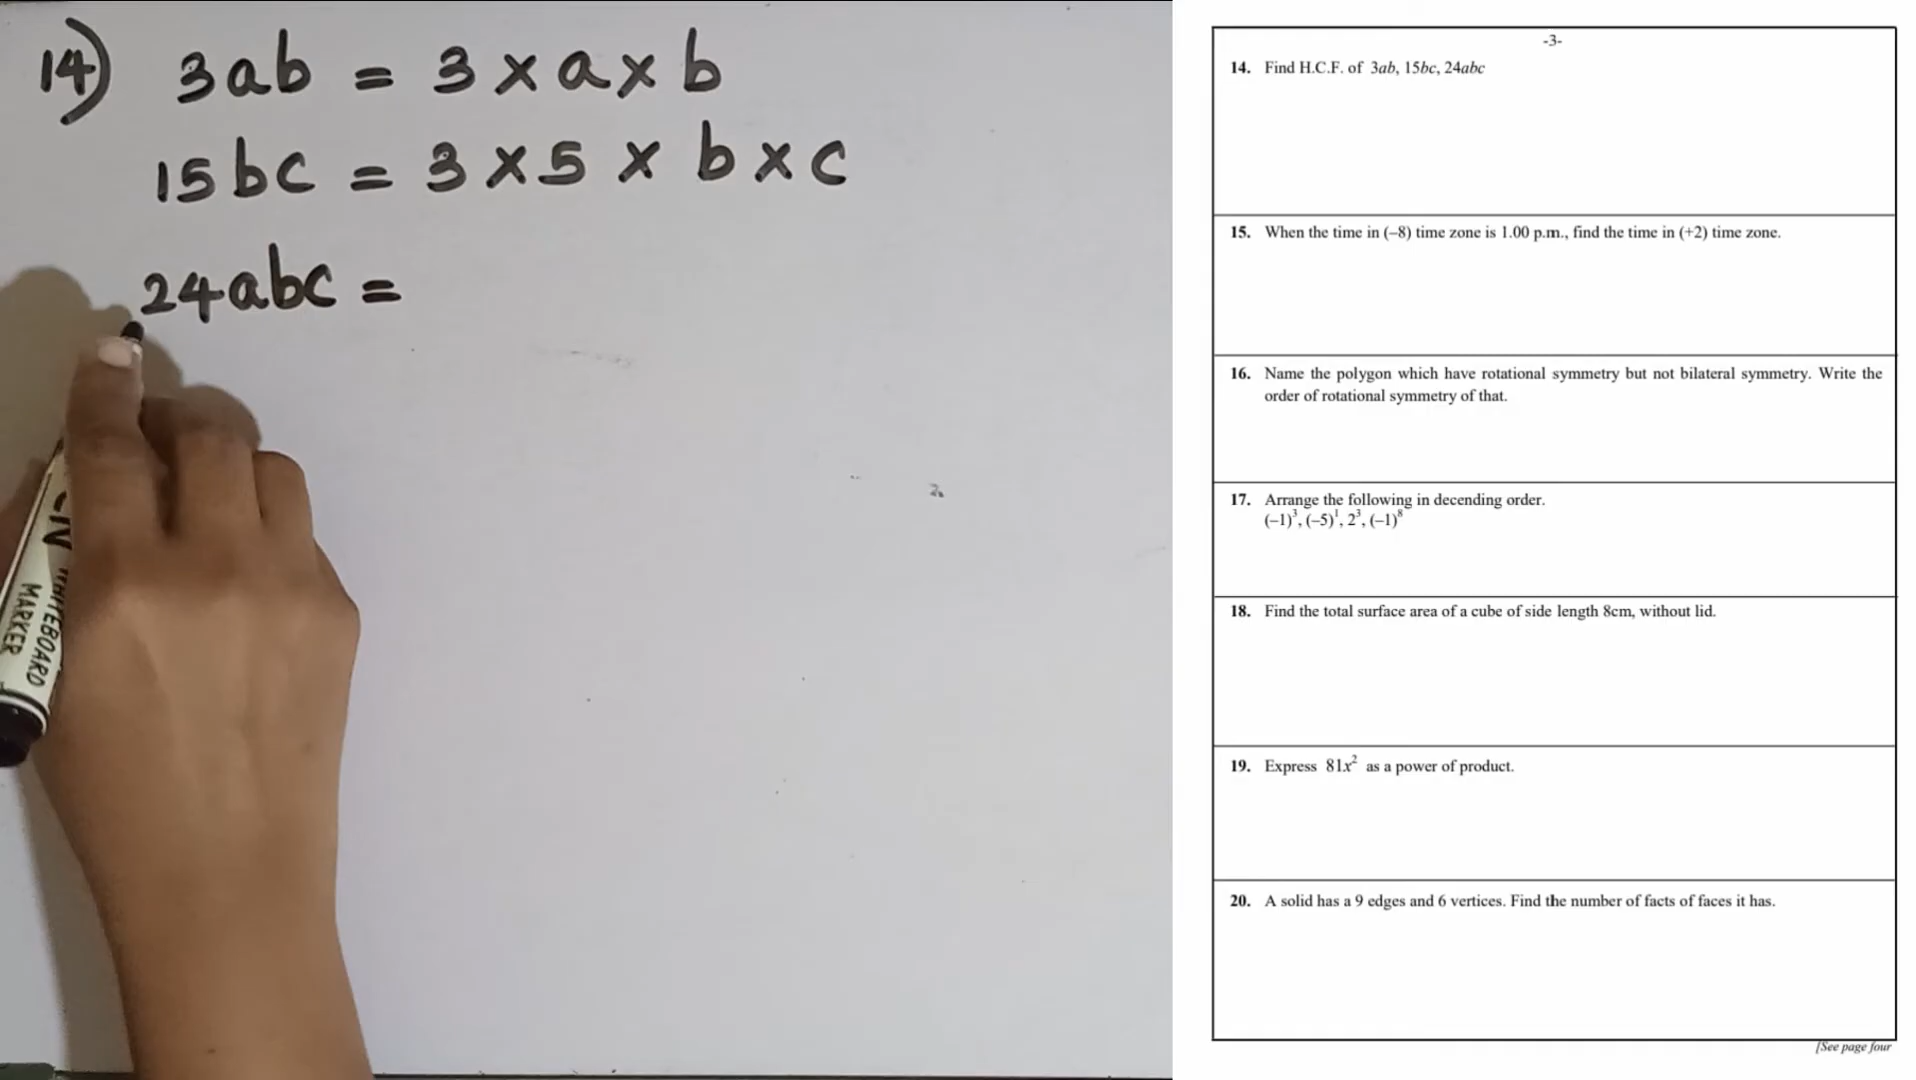 14) 3ab = 3 × a × b
15bc = 3 × 5 × b × c
24abc =
WHITEBOARD
MARKER
-3-
14. Find H.C.F. of 3ab, 15bc, 24abc
15. When the time in (–8) time zone is 1.00 p.m., find the time in (+2) time zone.
16. Name the polygon which have rotational symmetry but not bilateral symmetry. Write the
order of rotational symmetry of that.
17. Arrange the following in decending order.
(–1)³, (–5)¹, 2³, (–1)⁸
18. Find the total surface area of a cube of side length 8cm, without lid.
19. Express 81x² as a power of product.
20. A solid has a 9 edges and 6 vertices. Find the number of facts of faces it has.
[See page four